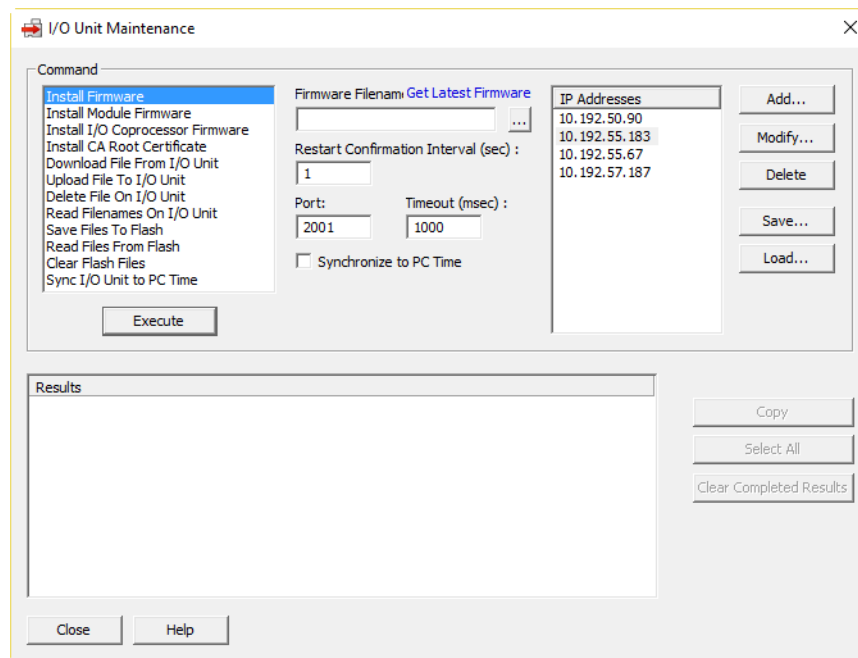 I/O Unit Maintenance
Command
Install Firmware
Install Module Firmware
Install I/O Coprocessor Firmware
Install CA Root Certificate
Download File From I/O Unit
Upload File To I/O Unit
Delete File On I/O Unit
Read Filenames On I/O Unit
Save Files To Flash
Read Files From Flash
Clear Flash Files
Sync I/O Unit to PC Time
Execute
Firmware Filenam Get Latest Firmware
...
Restart Confirmation Interval (sec) :
1
Port: Timeout (msec) :
2001 1000
Synchronize to PC Time
IP Addresses
10.192.50.90
10.192.55.183
10.192.55.67
10.192.57.187
Add...
Modify...
Delete
Save...
Load...
Results
Copy
Select All
Clear Completed Results
Close Help